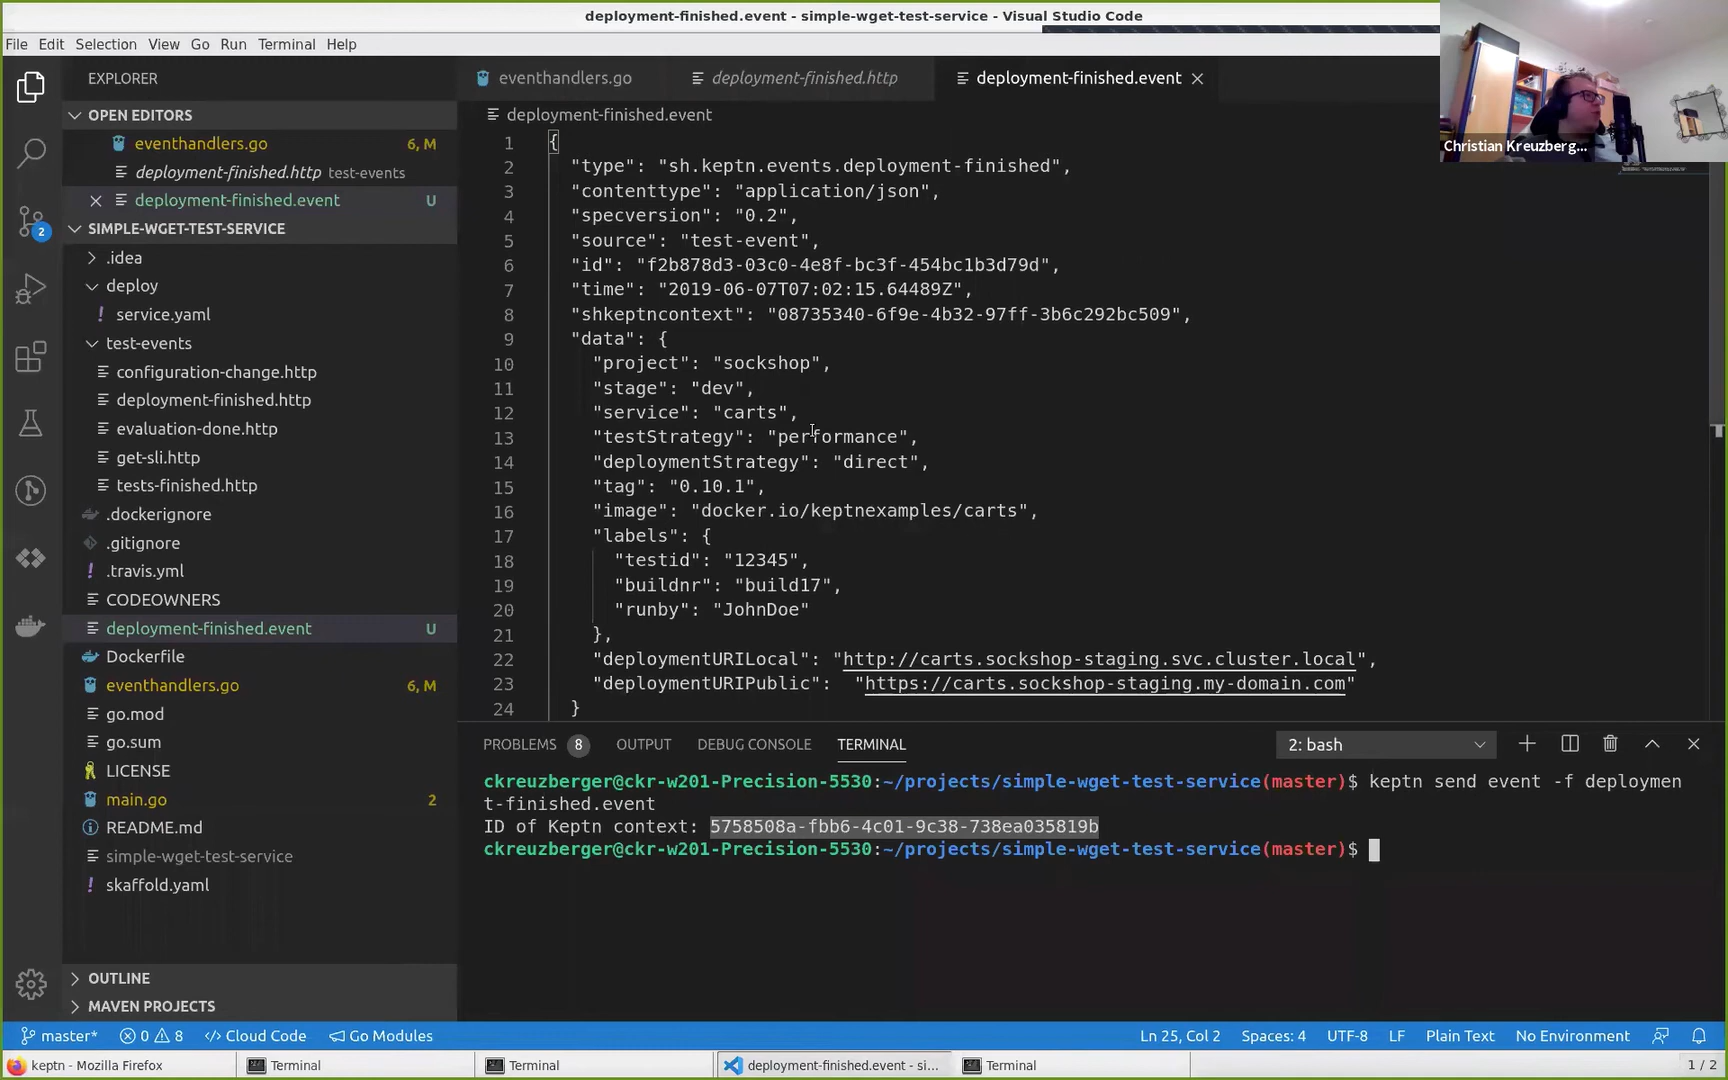 deployment-finished.event - simple-wget-test-service - Visual Studio Code
File Edit Selection View Go Run Terminal Help
EXPLORER
OPEN EDITORS
eventhandlers.go 6, M
deployment-finished.http test-events
deployment-finished.event U
SIMPLE-WGET-TEST-SERVICE
.idea
deploy
service.yaml
test-events
configuration-change.http
deployment-finished.http
evaluation-done.http
get-sli.http
tests-finished.http
.dockerignore
.gitignore
.travis.yml
CODEOWNERS
deployment-finished.event U
Dockerfile
eventhandlers.go 6, M
go.mod
go.sum
LICENSE
main.go 2
README.md
simple-wget-test-service
skaffold.yaml
OUTLINE
MAVEN PROJECTS
2
eventhandlers.go deployment-finished.http deployment-finished.event
deployment-finished.event
1 {
2 "type": "sh.keptn.events.deployment-finished",
3 "contenttype": "application/json",
4 "specversion": "0.2",
5 "source": "test-event",
6 "id": "f2b878d3-03c0-4e8f-bc3f-454bc1b3d79d",
7 "time": "2019-06-07T07:02:15.64489Z",
8 "shkeptncontext": "08735340-6f9e-4b32-97ff-3b6c292bc509",
9 "data": {
10 "project": "sockshop",
11 "stage": "dev",
12 "service": "carts",
13 "testStrategy": "performance",
14 "deploymentStrategy": "direct",
15 "tag": "0.10.1",
16 "image": "docker.io/keptnexamples/carts",
17 "labels": {
18 "testid": "12345",
19 "buildnr": "build17",
20 "runby": "JohnDoe"
21 },
22 "deploymentURILocal": "http://carts.sockshop-staging.svc.cluster.local",
23 "deploymentURIPublic": "https://carts.sockshop-staging.my-domain.com"
24 }
Christian Kreuzberg...
PROBLEMS 8 OUTPUT DEBUG CONSOLE TERMINAL 2: bash
ckreuzberger@ckr-w201-Precision-5530:~/projects/simple-wget-test-service(master)$ keptn send event -f deploymen
t-finished.event
ID of Keptn context: 5758508a-fbb6-4c01-9c38-738ea035819b
ckreuzberger@ckr-w201-Precision-5530:~/projects/simple-wget-test-service(master)$
master* 0 8 Cloud Code Go Modules Ln 25, Col 2 Spaces: 4 UTF-8 LF Plain Text No Environment
keptn - Mozilla Firefox Terminal Terminal deployment-finished.event - si... Terminal 1 / 2